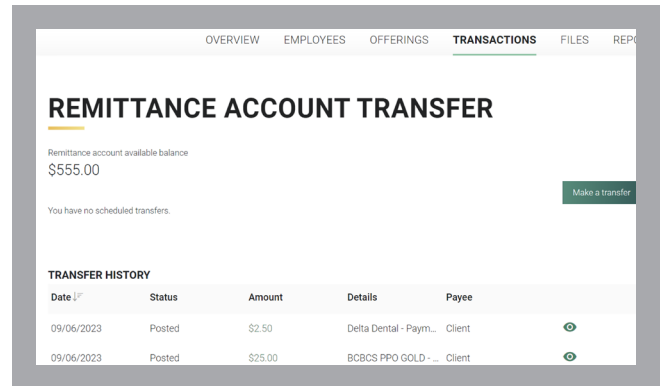 OVERVIEW EMPLOYEES OFFERINGS TRANSACTIONS FILES REPO
REMITTANCE ACCOUNT TRANSFER
Remittance account available balance
$555.00
Make a transfer
You have no scheduled transfers.
TRANSFER HISTORY
Date Status Amount Details Payee
09/06/2023 Posted $2.50 Delta Dental - Paym... Client
09/06/2023 Posted $25.00 BCBCS PPO GOLD - ... Client